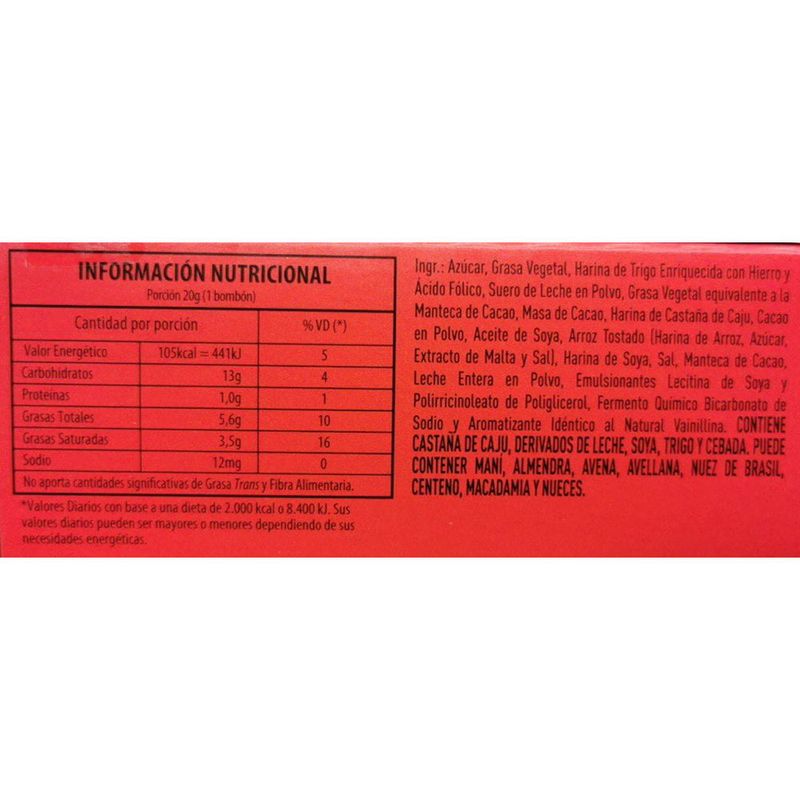 INFORMACIÓN NUTRICIONAL
Porción 20g (1 bombón)
Cantidad por porción % VD (*)
Valor Energético 105kcal = 441kJ 5
Carbohidratos 13g 4
Proteínas 1,0g 1
Grasas Totales 5,6g 10
Grasas Saturadas 3,5g 16
Sodio 12mg 0
No aporta cantidades significativas de Grasa Trans y Fibra Alimentaria.
*Valores Diarios con base a una dieta de 2.000 kcal o 8.400 kJ. Sus
valores diarios pueden ser mayores o menores dependiendo de sus
necesidades energéticas.
Ingr.: Azúcar, Grasa Vegetal, Harina de Trigo Enriquecida con Hierro y
Ácido Fólico, Suero de Leche en Polvo, Grasa Vegetal equivalente a la
Manteca de Cacao, Masa de Cacao, Harina de Castaña de Caju, Cacao
en Polvo, Aceite de Soya, Arroz Tostado (Harina de Arroz, Azúcar,
Extracto de Malta y Sal), Harina de Soya, Sal, Manteca de Cacao,
Leche Entera en Polvo, Emulsionantes Lecitina de Soya y
Polirricinoleato de Poliglicerol, Fermento Químico Bicarbonato de
Sodio y Aromatizante Idéntico al Natural Vainillina. CONTIENE
CASTAÑA DE CAJU, DERIVADOS DE LECHE, SOYA, TRIGO Y CEBADA. PUEDE
CONTENER MANÍ, ALMENDRA, AVENA, AVELLANA, NUEZ DE BRASIL,
CENTENO, MACADAMIA Y NUECES.